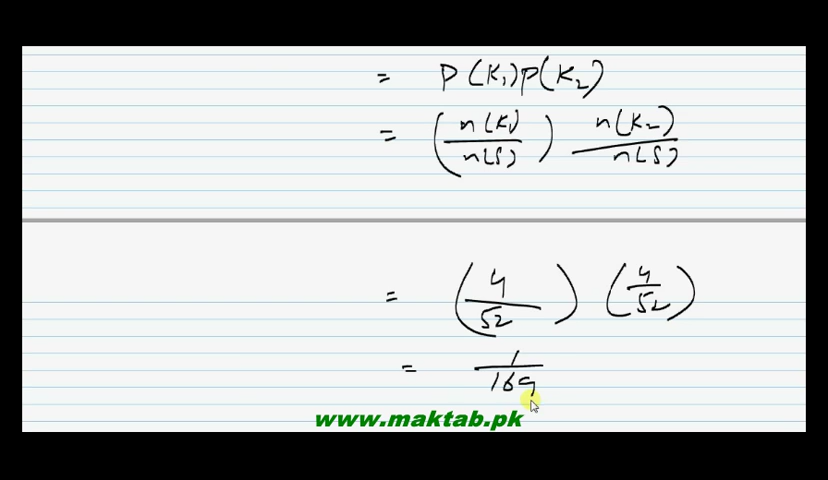 = P(K₁)P(K₂)
= (n(K₁)/n(S)) n(K₂)/n(S)
= (4/52) (4/52)
= 1/169
www.maktab.pk